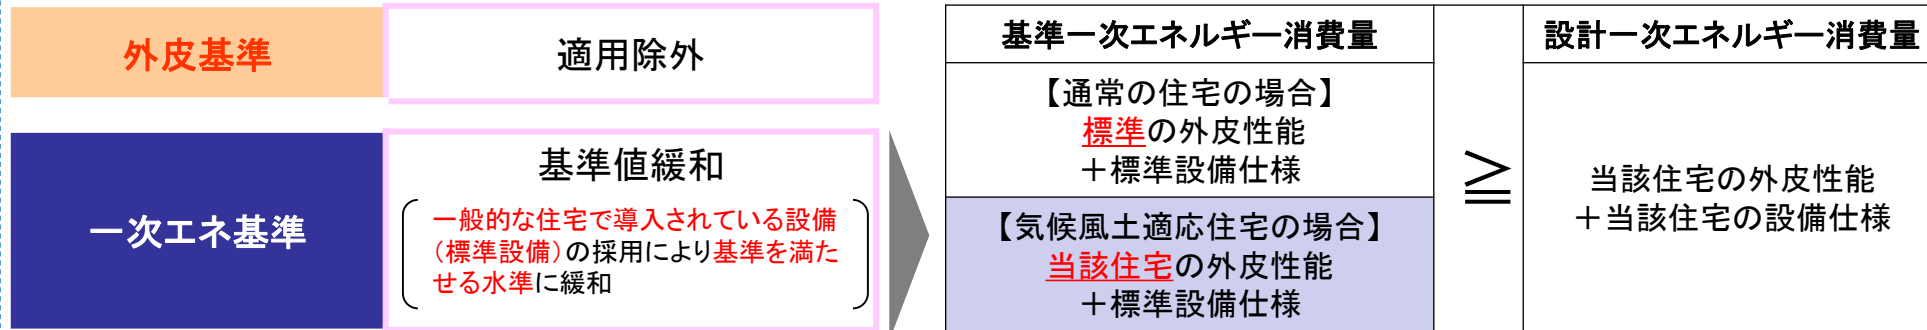 外皮基準
適用除外
一次エネ基準
基準値緩和
一般的な住宅で導入されている設備
(標準設備)の採用により基準を満た
せる水準に緩和
基準一次エネルギー消費量
【通常の住宅の場合】
標準の外皮性能
+標準設備仕様
【気候風土適応住宅の場合】
当該住宅の外皮性能
+標準設備仕様
≧
設計一次エネルギー消費量
当該住宅の外皮性能
+当該住宅の設備仕様